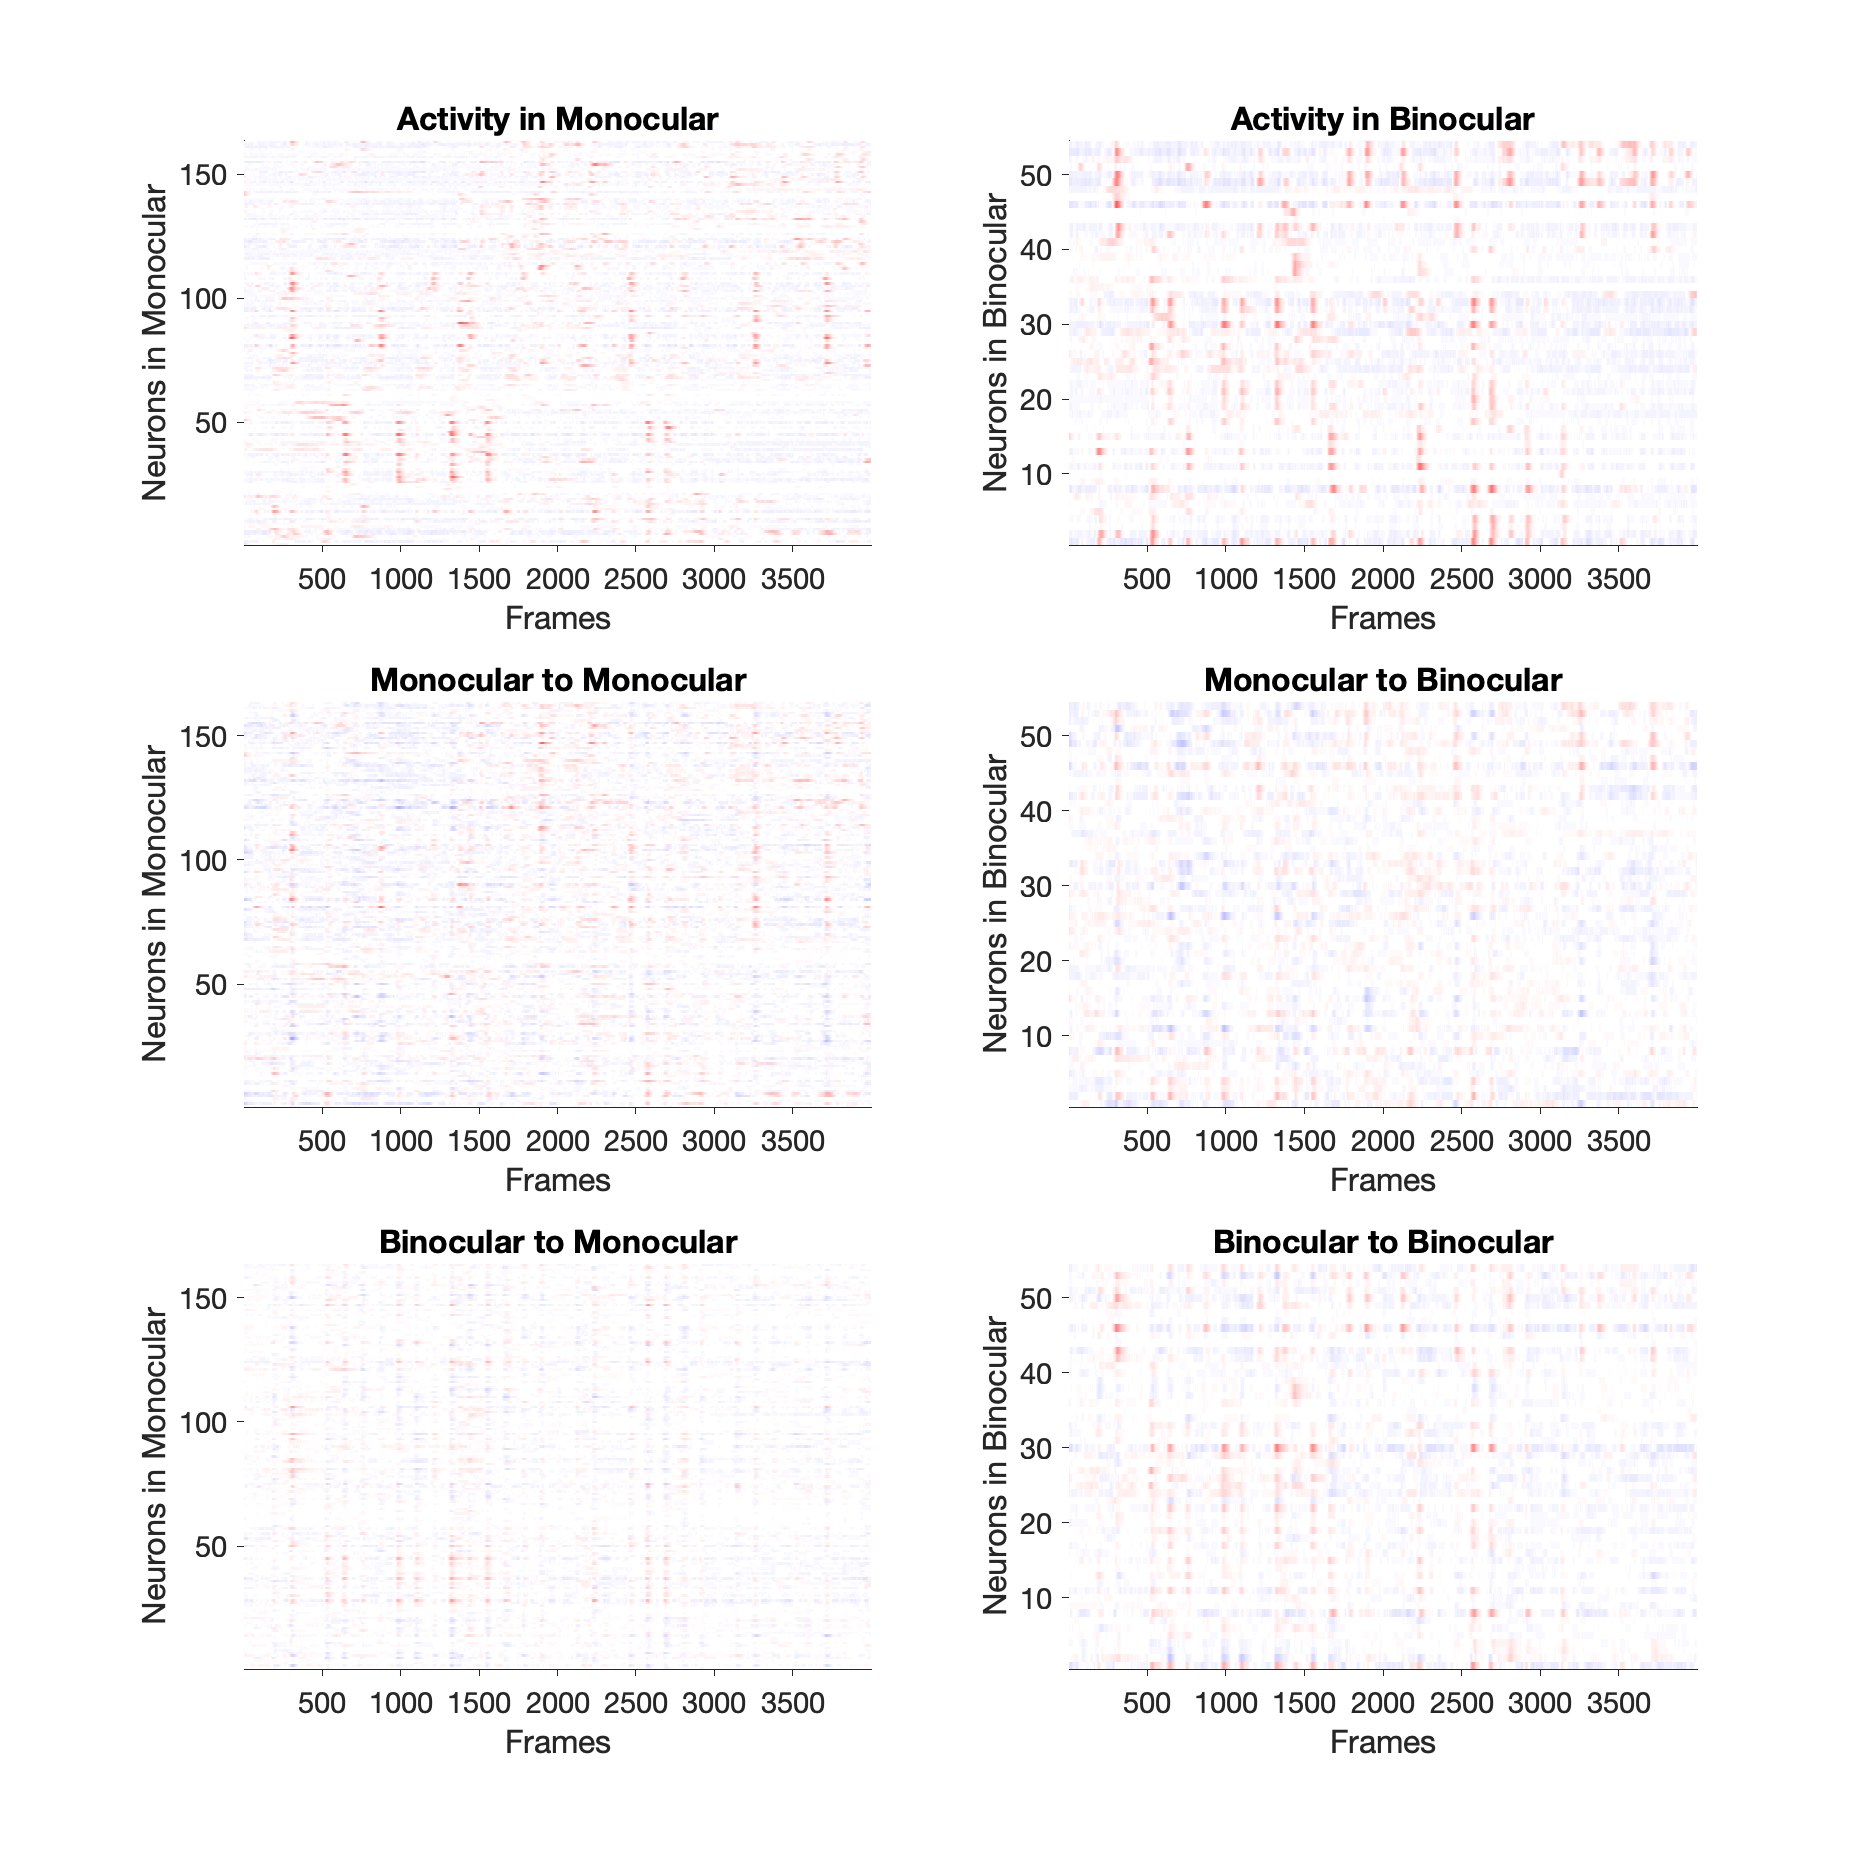 Activity in Monocular
Neurons in Monocular
150
100
50
500 1000 1500 2000 2500 3000 3500
Frames
Activity in Binocular
Neurons in Binocular
50
40
30
20
10
500 1000 1500 2000 2500 3000 3500
Frames
Monocular to Monocular
Neurons in Monocular
150
100
50
500 1000 1500 2000 2500 3000 3500
Frames
Monocular to Binocular
Neurons in Binocular
50
40
30
20
10
500 1000 1500 2000 2500 3000 3500
Frames
Binocular to Monocular
Neurons in Monocular
150
100
50
500 1000 1500 2000 2500 3000 3500
Frames
Binocular to Binocular
Neurons in Binocular
50
40
30
20
10
500 1000 1500 2000 2500 3000 3500
Frames